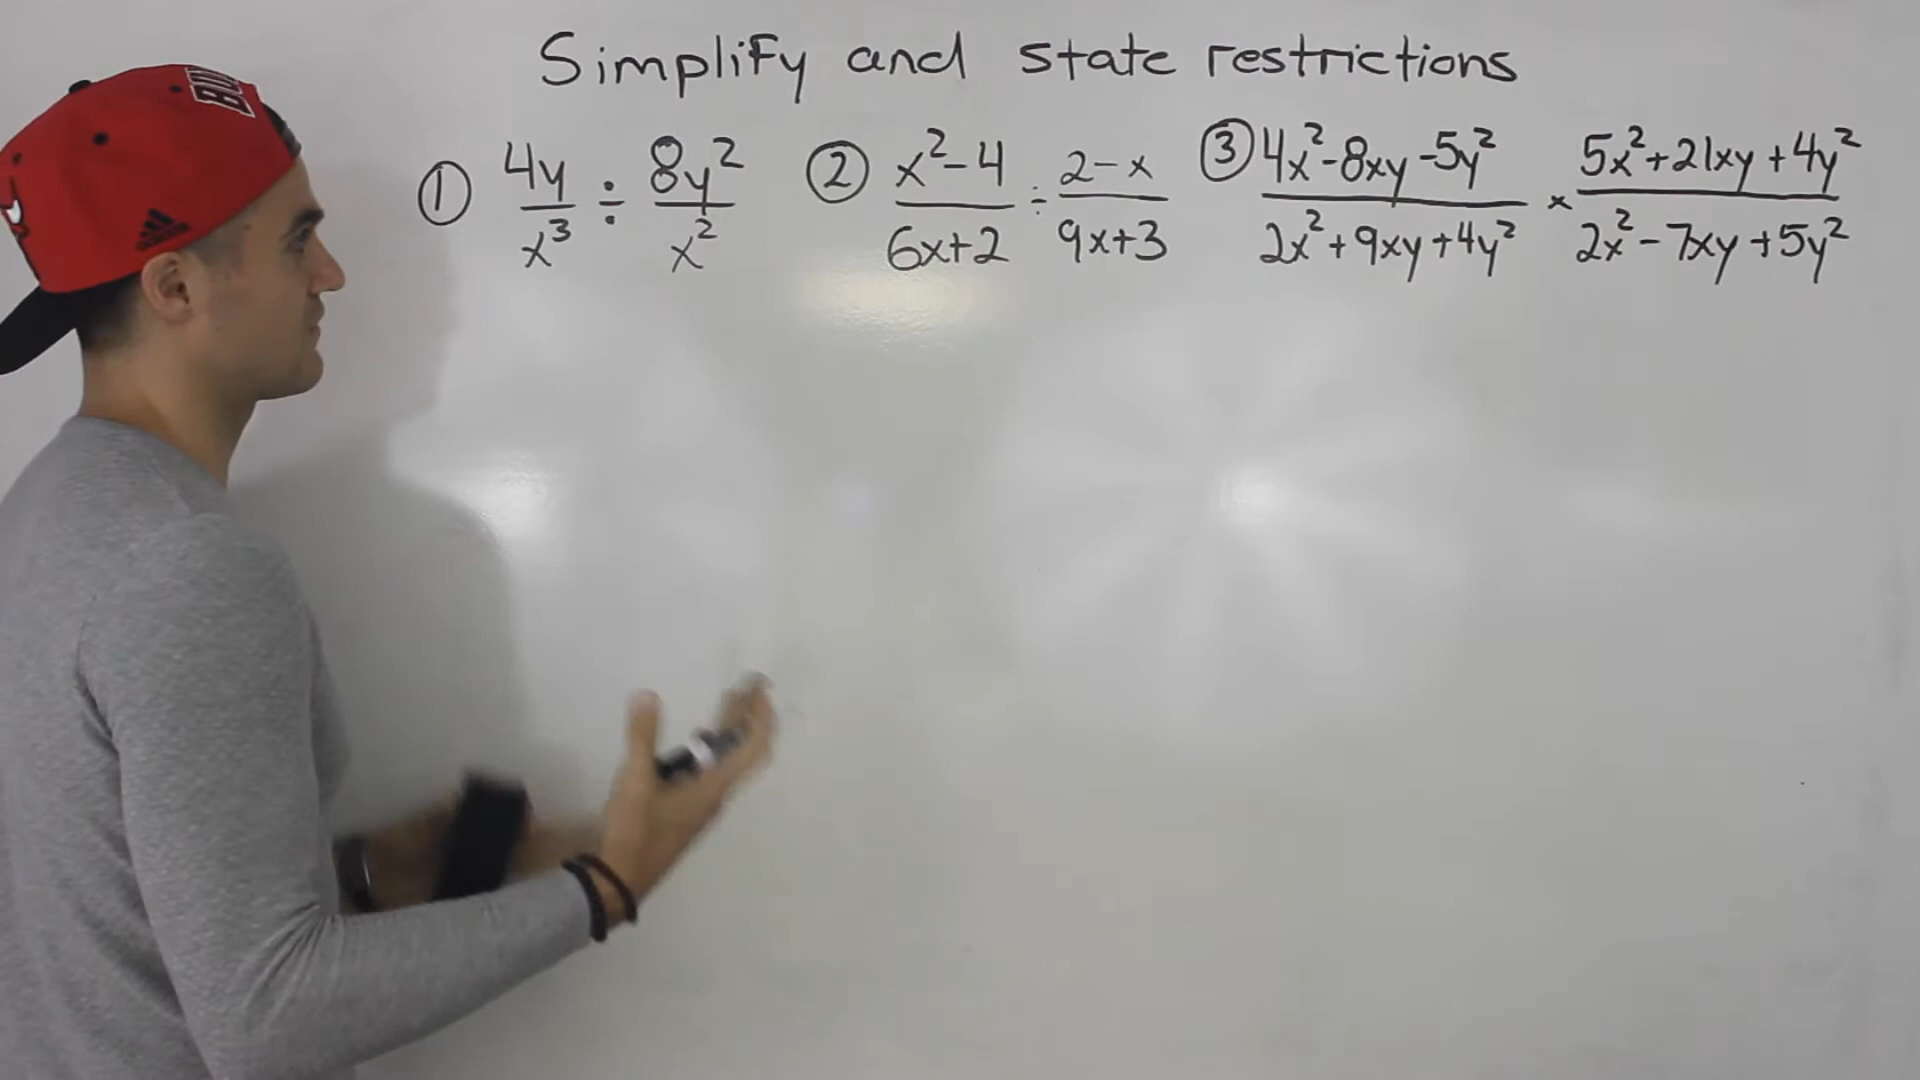 Simplify and state restrictions
① 4y/x³ ÷ 8y²/x² ② x²-4/6x+2 ÷ 2-x/9x+3 ③ 4x²-8xy-5y²/2x²+9xy+4y² × 5x²+21xy+4y²/2x²-7xy+5y²